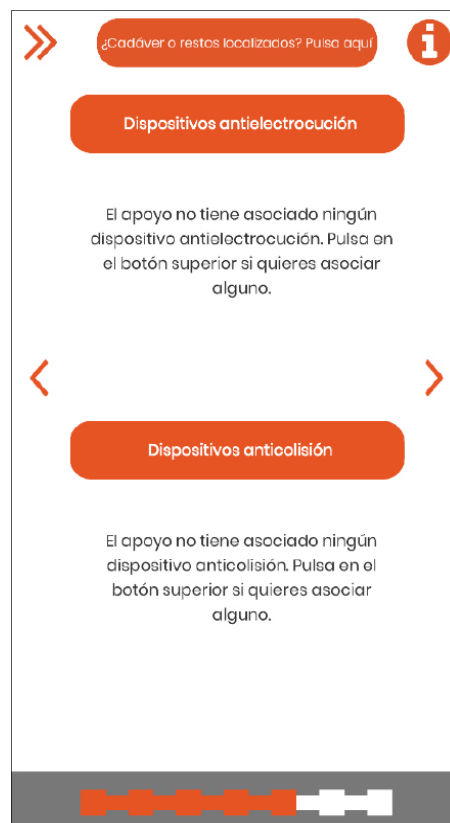 ¿Cadáver o restos localizados? Pulsa aquí
i
Dispositivos antielectrocución
El apoyo no tiene asociado ningún
dispositivo antielectrocución. Pulsa en
el botón superior si quieres asociar
alguno.
Dispositivos anticolisión
El apoyo no tiene asociado ningún
dispositivo anticolisión. Pulsa en el
botón superior si quieres asociar
alguno.